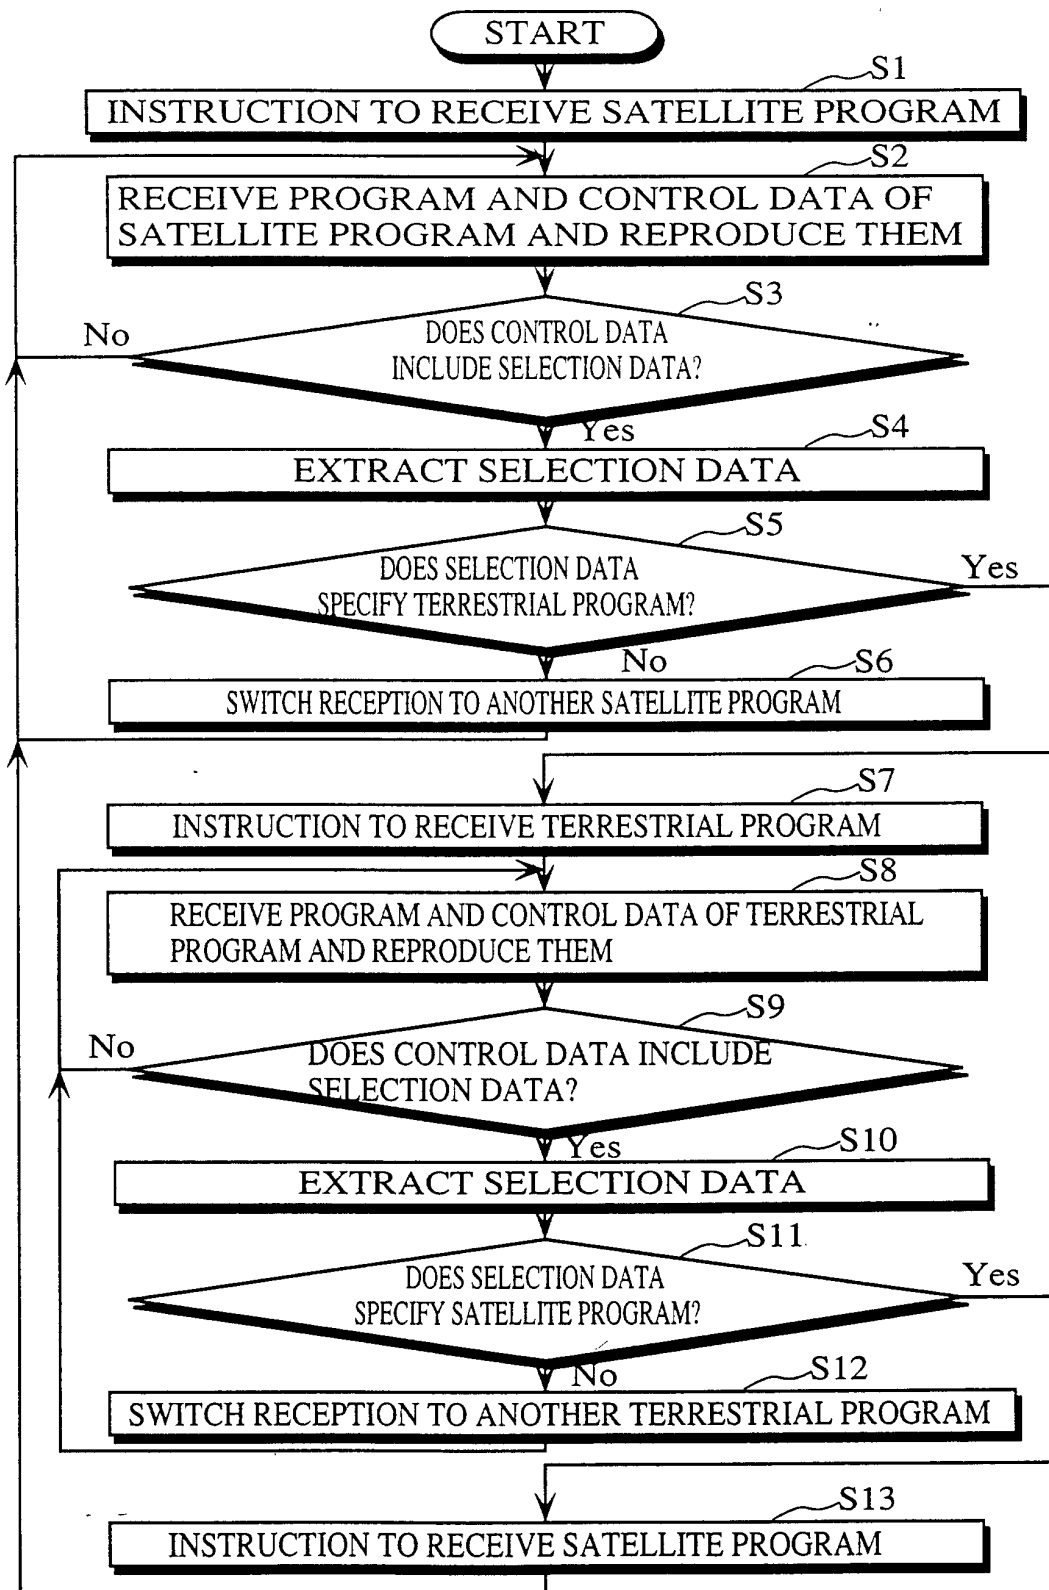 START
S1
INSTRUCTION TO RECEIVE SATELLITE PROGRAM
S2
RECEIVE PROGRAM AND CONTROL DATA OF
SATELLITE PROGRAM AND REPRODUCE THEM
S3
DOES CONTROL DATA
INCLUDE SELECTION DATA?
No
Yes
S4
EXTRACT SELECTION DATA
S5
DOES SELECTION DATA
SPECIFY TERRESTRIAL PROGRAM?
Yes
No
S6
SWITCH RECEPTION TO ANOTHER SATELLITE PROGRAM
S7
INSTRUCTION TO RECEIVE TERRESTRIAL PROGRAM
S8
RECEIVE PROGRAM AND CONTROL DATA OF TERRESTRIAL
PROGRAM AND REPRODUCE THEM
S9
DOES CONTROL DATA INCLUDE
SELECTION DATA?
No
Yes
S10
EXTRACT SELECTION DATA
S11
DOES SELECTION DATA
SPECIFY SATELLITE PROGRAM?
Yes
No
S12
SWITCH RECEPTION TO ANOTHER TERRESTRIAL PROGRAM
S13
INSTRUCTION TO RECEIVE SATELLITE PROGRAM